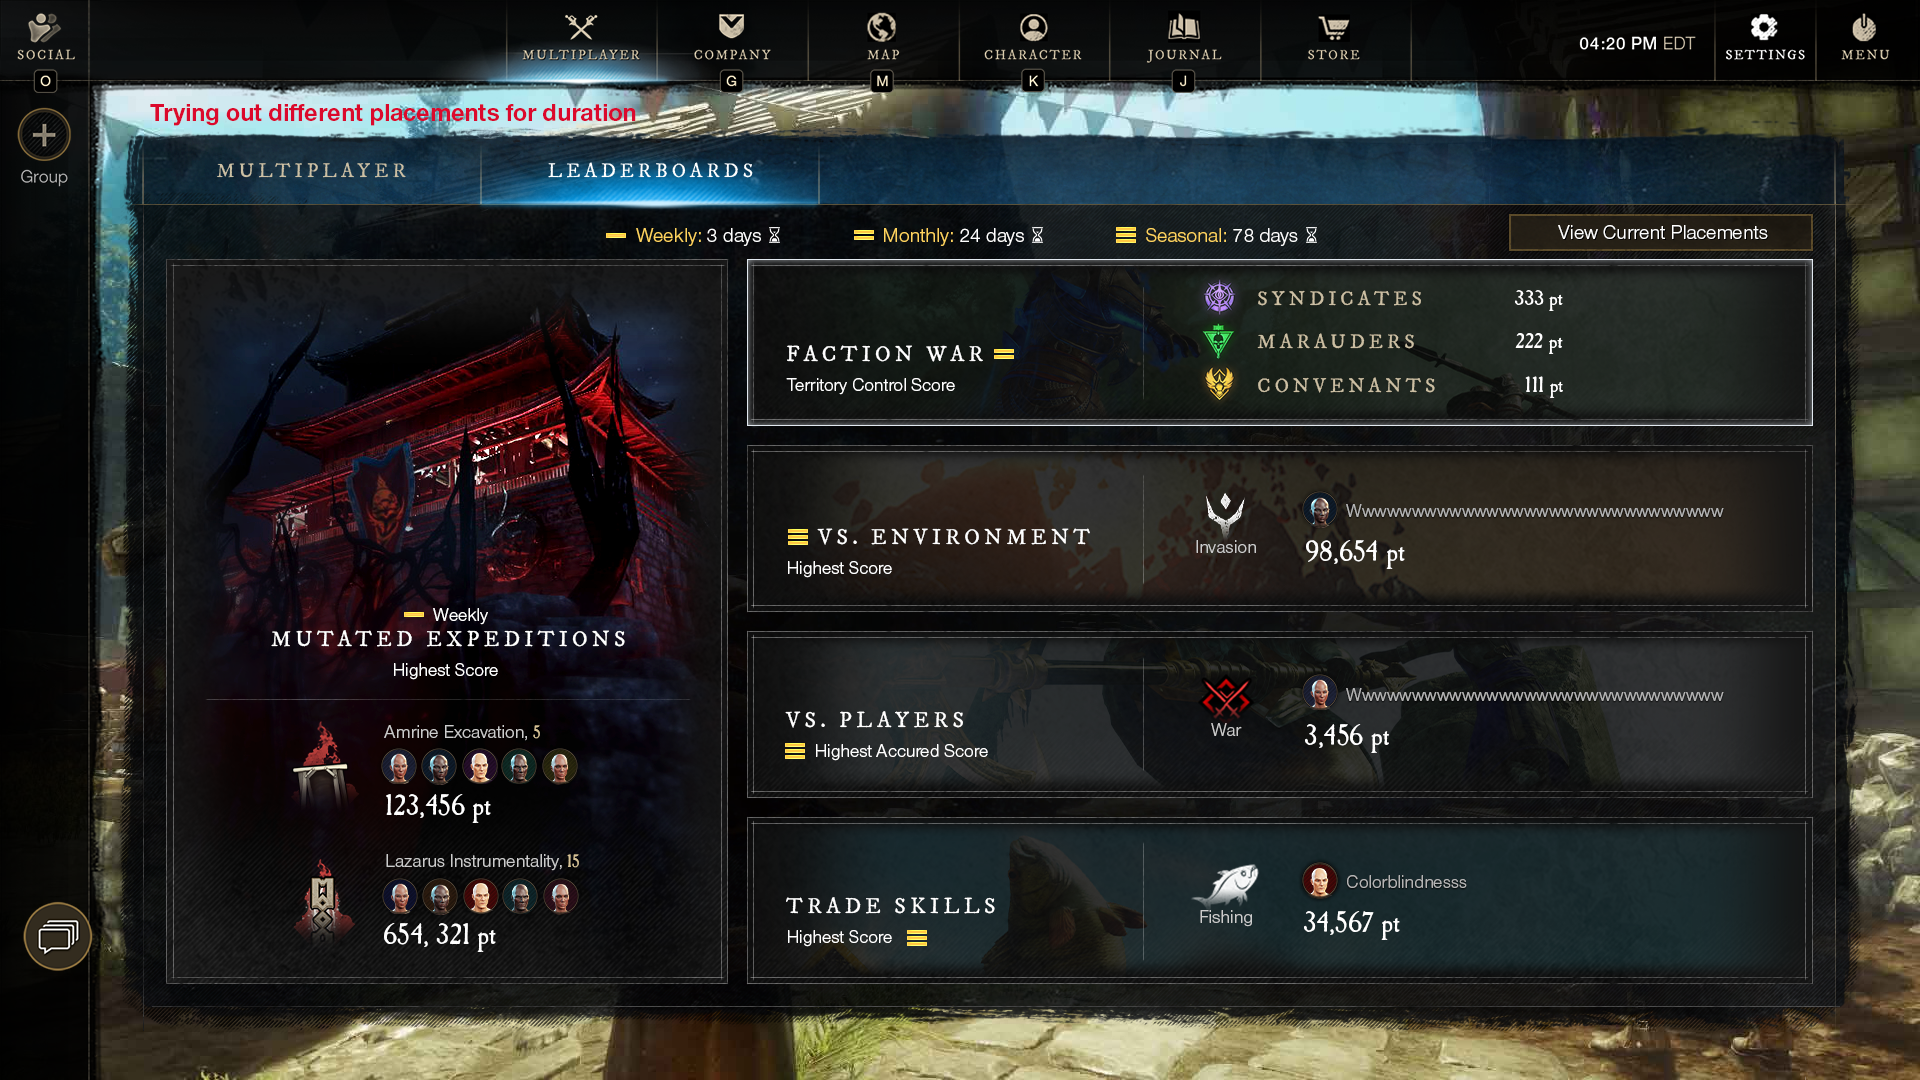 SOCIAL
O
MULTIPLAYER
COMPANY
G
MAP
M
CHARACTER
K
JOURNAL
J
STORE
04:20 PM EDT
SETTINGS
MENU
Group
Trying out different placements for duration
MULTIPLAYER
LEADERBOARDS
Weekly: 3 days
Monthly: 24 days
Seasonal: 78 days
View Current Placements
Weekly
MUTATED EXPEDITIONS
Highest Score
Amrine Excavation, 5
123,456 pt
Lazarus Instrumentality, 15
654, 321 pt
FACTION WAR
Territory Control Score
SYNDICATES 333 pt
MARAUDERS 222 pt
CONVENANTS 111 pt
VS. ENVIRONMENT
Highest Score
Invasion
Wwwwwwwwwwwwwwwwwwwwwwwwwwwwwww
98,654 pt
VS. PLAYERS
Highest Accured Score
War
Wwwwwwwwwwwwwwwwwwwwwwwwwwwwwww
3,456 pt
TRADE SKILLS
Highest Score
Fishing
Colorblindnesss
34,567 pt